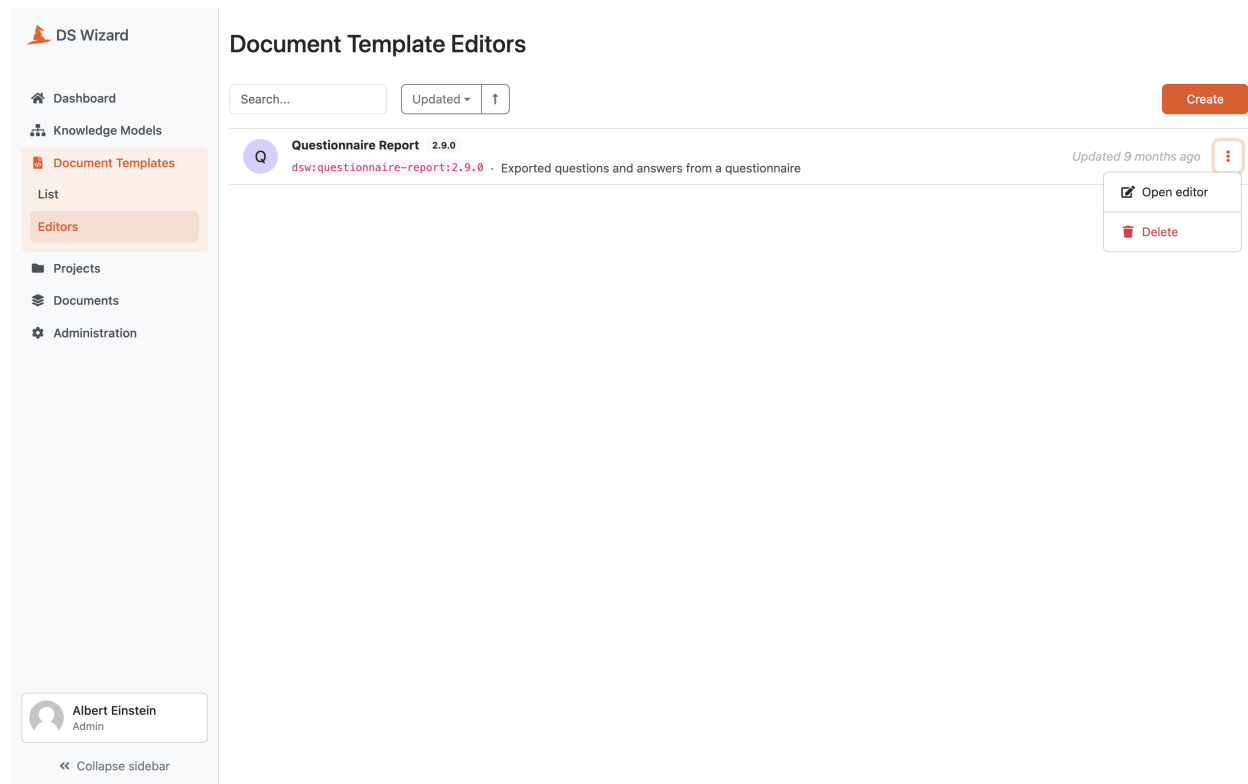 DS Wizard
Document Template Editors
Dashboard
Knowledge Models
Document Templates
List
Editors
Projects
Documents
Administration
Search...
Updated
Create
Q
Questionnaire Report 2.9.0
dsw:questionnaire-report:2.9.0 · Exported questions and answers from a questionnaire
Updated 9 months ago
Open editor
Delete
Albert Einstein
Admin
Collapse sidebar